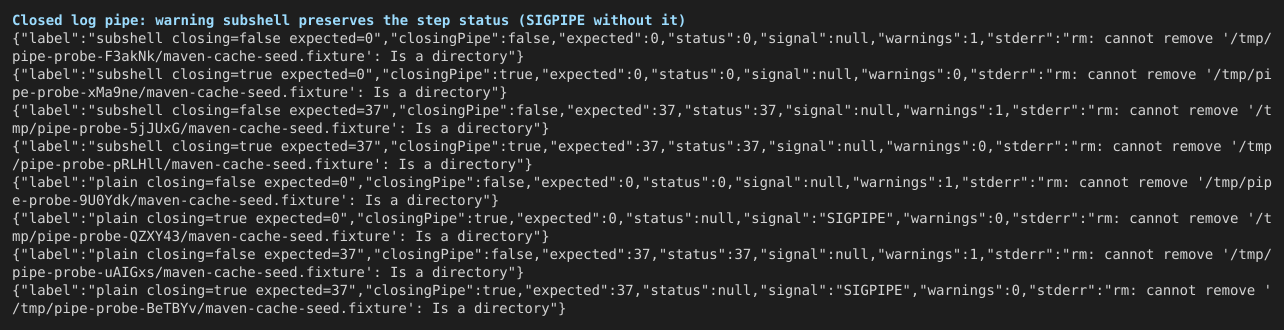 Closed log pipe: warning subshell preserves the step status (SIGPIPE without it)
{"label":"subshell closing=false expected=0","closingPipe":false,"expected":0,"status":0,"signal":null,"warnings":1,"stderr":"rm: cannot remove '/tmp/
pipe-probe-F3akNk/maven-cache-seed.fixture': Is a directory"}
{"label":"subshell closing=true expected=0","closingPipe":true,"expected":0,"status":0,"signal":null,"warnings":0,"stderr":"rm: cannot remove '/tmp/pi
pe-probe-xMa9ne/maven-cache-seed.fixture': Is a directory"}
{"label":"subshell closing=false expected=37","closingPipe":false,"expected":37,"status":37,"signal":null,"warnings":1,"stderr":"rm: cannot remove '/t
mp/pipe-probe-5jJUxG/maven-cache-seed.fixture': Is a directory"}
{"label":"subshell closing=true expected=37","closingPipe":true,"expected":37,"status":37,"signal":null,"warnings":0,"stderr":"rm: cannot remove '/tmp
/pipe-probe-pRLHll/maven-cache-seed.fixture': Is a directory"}
{"label":"plain closing=false expected=0","closingPipe":false,"expected":0,"status":0,"signal":null,"warnings":1,"stderr":"rm: cannot remove '/tmp/pip
e-probe-9U0Ydk/maven-cache-seed.fixture': Is a directory"}
{"label":"plain closing=true expected=0","closingPipe":true,"expected":0,"status":null,"signal":"SIGPIPE","warnings":0,"stderr":"rm: cannot remove '/t
mp/pipe-probe-QZXY43/maven-cache-seed.fixture': Is a directory"}
{"label":"plain closing=false expected=37","closingPipe":false,"expected":37,"status":37,"signal":null,"warnings":1,"stderr":"rm: cannot remove '/tmp/
pipe-probe-uAIGxs/maven-cache-seed.fixture': Is a directory"}
{"label":"plain closing=true expected=37","closingPipe":true,"expected":37,"status":null,"signal":"SIGPIPE","warnings":0,"stderr":"rm: cannot remove '
/tmp/pipe-probe-BeTBYv/maven-cache-seed.fixture': Is a directory"}